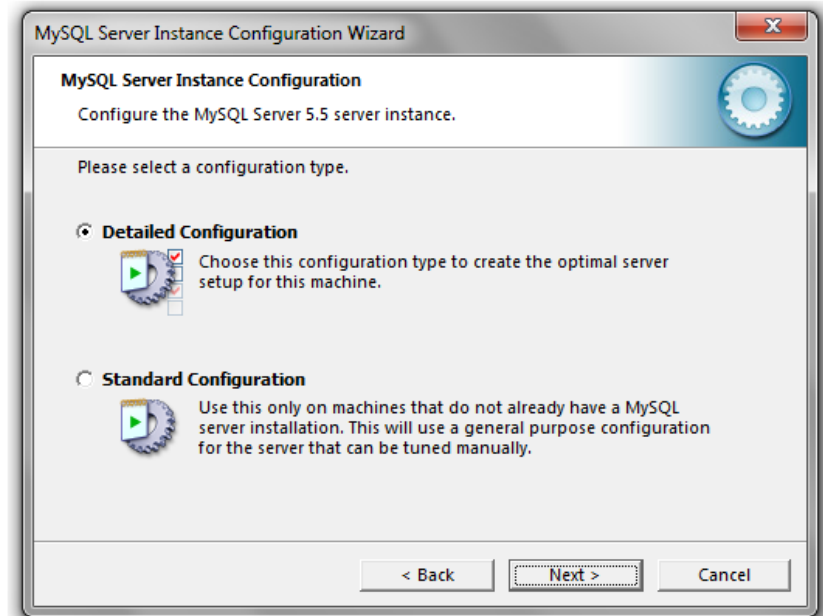 MySQL Server Instance Configuration Wizard
MySQL Server Instance Configuration
Configure the MySQL Server 5.5 server instance.
Please select a configuration type.
Detailed Configuration
Choose this configuration type to create the optimal server
setup for this machine.
Standard Configuration
Use this only on machines that do not already have a MySQL
server installation. This will use a general purpose configuration
for the server that can be tuned manually.
< Back Next > Cancel